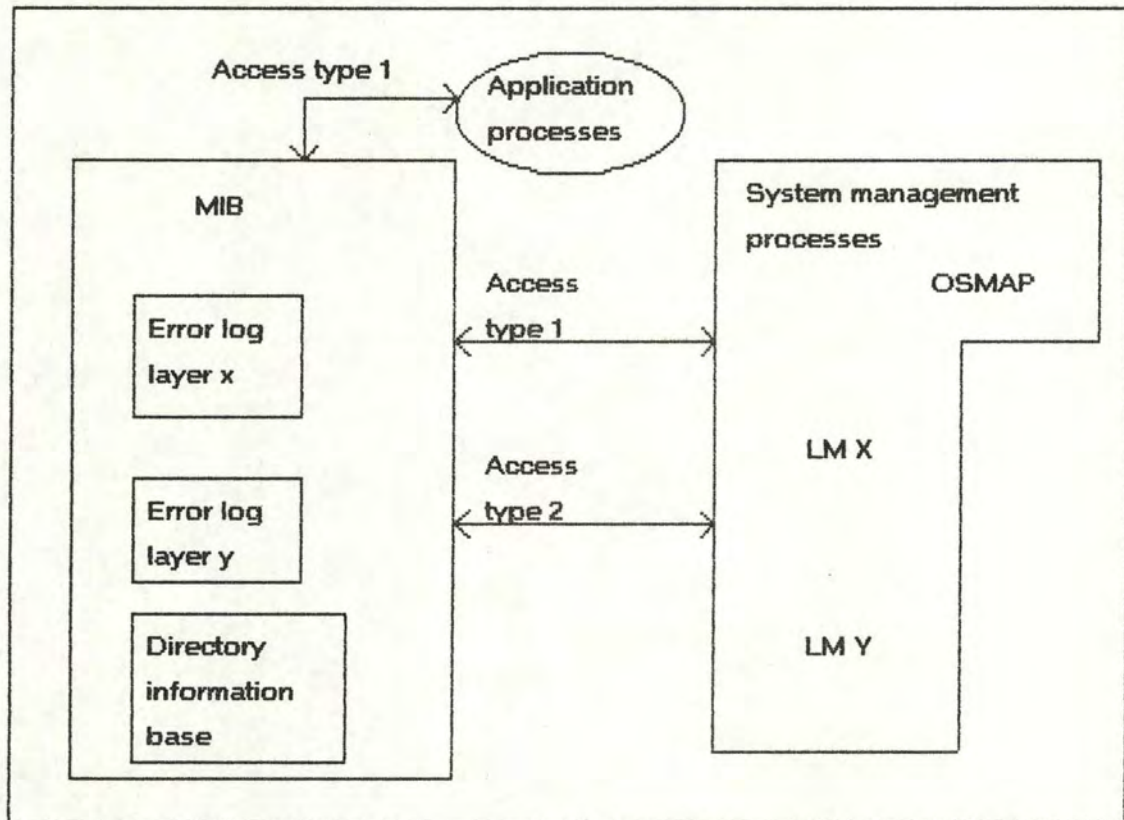 Access type 1
Application
processes
MIB
System management
processes
OSMAP
Access
type 1
Error log
layer x
LM X
Access
type 2
Error log
layer y
LM Y
Directory
information
base